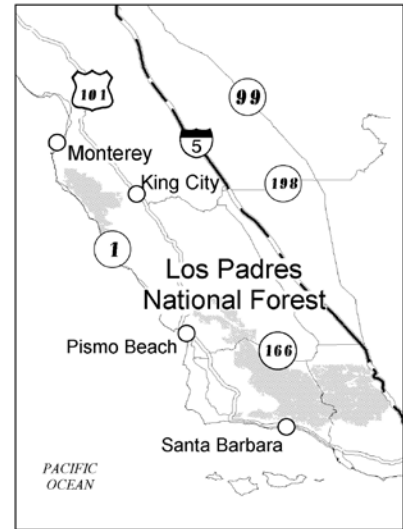 101
99
5
Monterey
198
King City
1
Los Padres
National Forest
Pismo Beach
166
Santa Barbara
PACIFIC
OCEAN